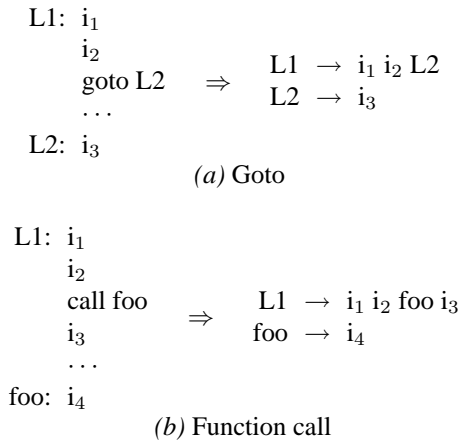 L1: i₁
i₂
goto L2 ⇒ L1 → i₁ i₂ L2
· · · L2 → i₃
L2: i₃
(a) Goto
L1: i₁
i₂
call foo ⇒ L1 → i₁ i₂ foo i₃
i₃ foo → i₄
· · ·
foo: i₄
(b) Function call